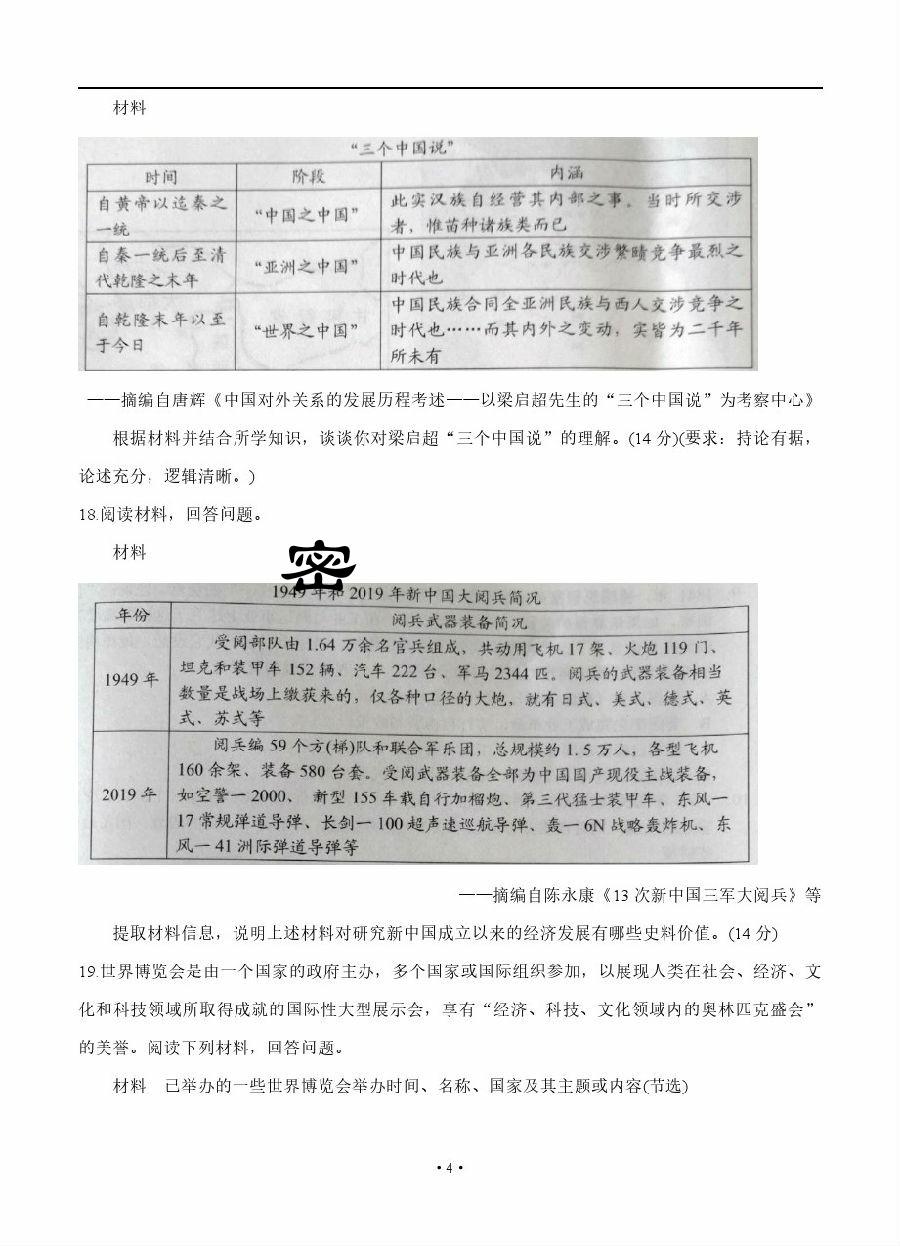 材料
“三个中国说”
时间 阶段 内涵
自黄帝以迄秦之一统 “中国之中国” 此实汉族自经营其内部之事。当时所交涉者，惟苗种诸族类而已
自秦一统后至清代乾隆之末年 “亚洲之中国” 中国民族与亚洲各民族交涉繁赜竞争最烈之时代也
自乾隆末年以至于今日 “世界之中国” 中国民族合同全亚洲民族与西人交涉竞争之时代也……而其内外之变动，实皆为二千年所未有
——摘编自唐辉《中国对外关系的发展历程考述——以梁启超先生的“三个中国说”为考察中心》
根据材料并结合所学知识，谈谈你对梁启超“三个中国说”的理解。(14分)(要求：持论有据，
论述充分，逻辑清晰。)
18.阅读材料，回答问题。
材料
密
1949年和2019年新中国大阅兵简况
年份 阅兵武器装备简况
1949年 受阅部队由1.64万余名官兵组成，共动用飞机17架、火炮119门、
坦克和装甲车152辆、汽车222台、军马2344匹。阅兵的武器装备相当
数量是战场上缴获来的，仅各种口径的大炮，就有日式、美式、德式、英
式、苏式等
2019年 阅兵编59个方(梯)队和联合军乐团，总规模约1.5万人，各型飞机
160余架、装备580台套。受阅武器装备全部为中国国产现役主战装备，
如空警—2000、 新型155车载自行加榴炮、第三代猛士装甲车、东风—
17常规弹道导弹、长剑—100超声速巡航导弹、轰—6N战略轰炸机、东
风—41洲际弹道导弹等
——摘编自陈永康《13次新中国三军大阅兵》等
提取材料信息，说明上述材料对研究新中国成立以来的经济发展有哪些史料价值。(14分)
19.世界博览会是由一个国家的政府主办，多个国家或国际组织参加，以展现人类在社会、经济、文
化和科技领域所取得成就的国际性大型展示会，享有“经济、科技、文化领域内的奥林匹克盛会”
的美誉。阅读下列材料，回答问题。
材料 已举办的一些世界博览会举办时间、名称、国家及其主题或内容(节选)
·4·